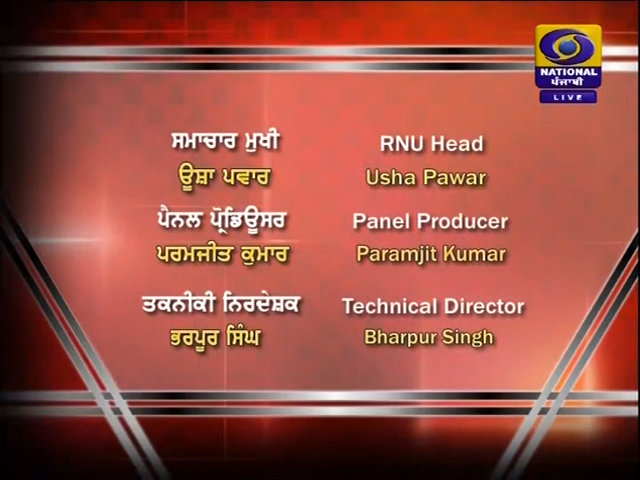 NATIONAL
ਪੰਜਾਬੀ
LIVE
ਸਮਾਚਾਰ ਮੁਖੀ RNU Head
ਊਸ਼ਾ ਪਵਾਰ Usha Pawar
ਪੈਨਲ ਪ੍ਰੋਡਿਊਸਰ Panel Producer
ਪਰਮਜੀਤ ਕੁਮਾਰ Paramjit Kumar
ਤਕਨੀਕੀ ਨਿਰਦੇਸ਼ਕ Technical Director
ਭਰਪੂਰ ਸਿੰਘ Bharpur Singh